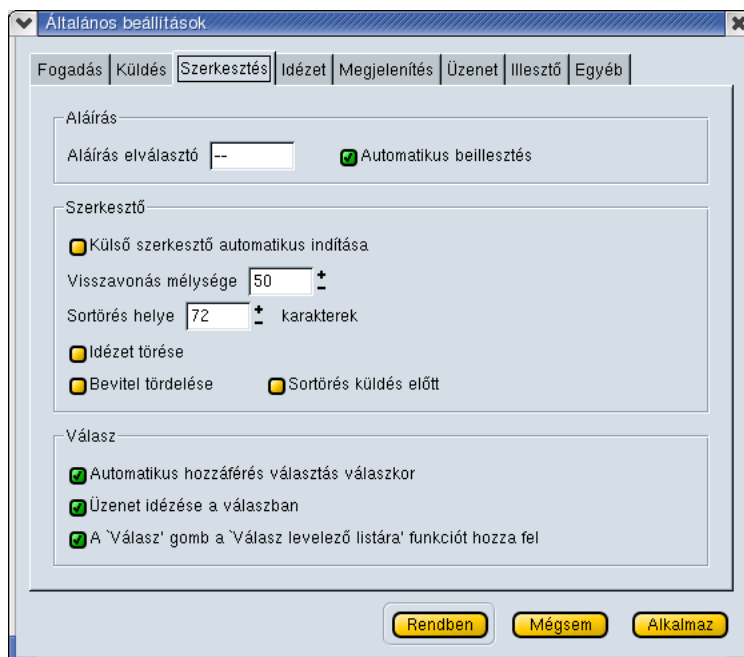 Általános beállítások
Fogadás Küldés Szerkesztés Idézet Megjelenítés Üzenet Illesztő Egyéb
Aláírás
Aláírás elválasztó -- Automatikus beillesztés
Szerkesztő
Külső szerkesztő automatikus indítása
Visszavonás mélysége 50
Sortörés helye 72 karakterek
Idézet törése
Bevitel tördelése Sortörés küldés előtt
Válasz
Automatikus hozzáférés választás válaszkor
Üzenet idézése a válaszban
A `Válasz' gomb a `Válasz levelező listára' funkciót hozza fel
Rendben Mégsem Alkalmaz